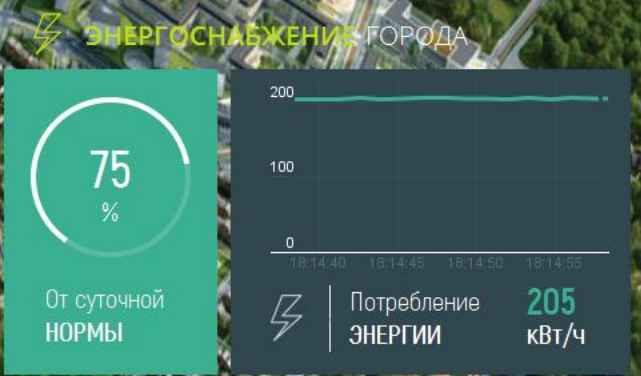 ЭНЕРГОСНАБЖЕНИЕ ГОРОДА
75
%
От суточной
НОРМЫ
200
100
0
18:14:40 18:14:45 18:14:50 18:14:55
Потребление 205
ЭНЕРГИИ кВт/ч